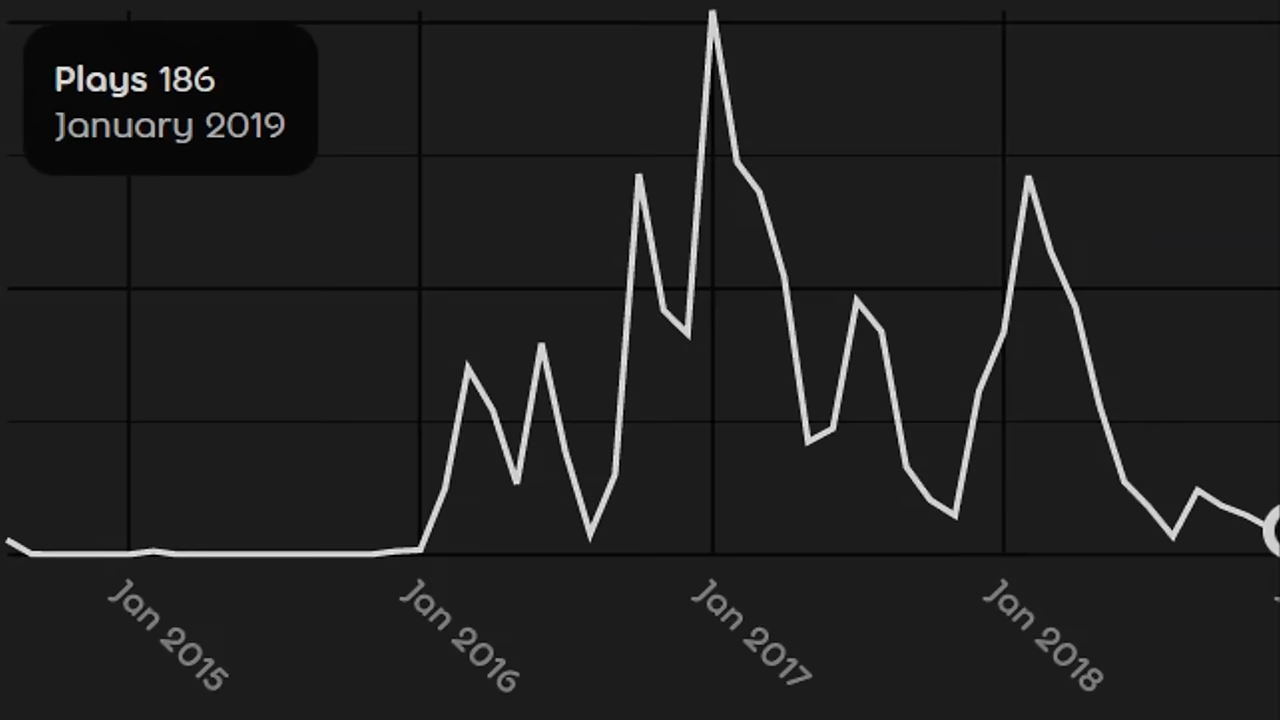 Plays 186
January 2019
Jan 2015
Jan 2016
Jan 2017
Jan 2018